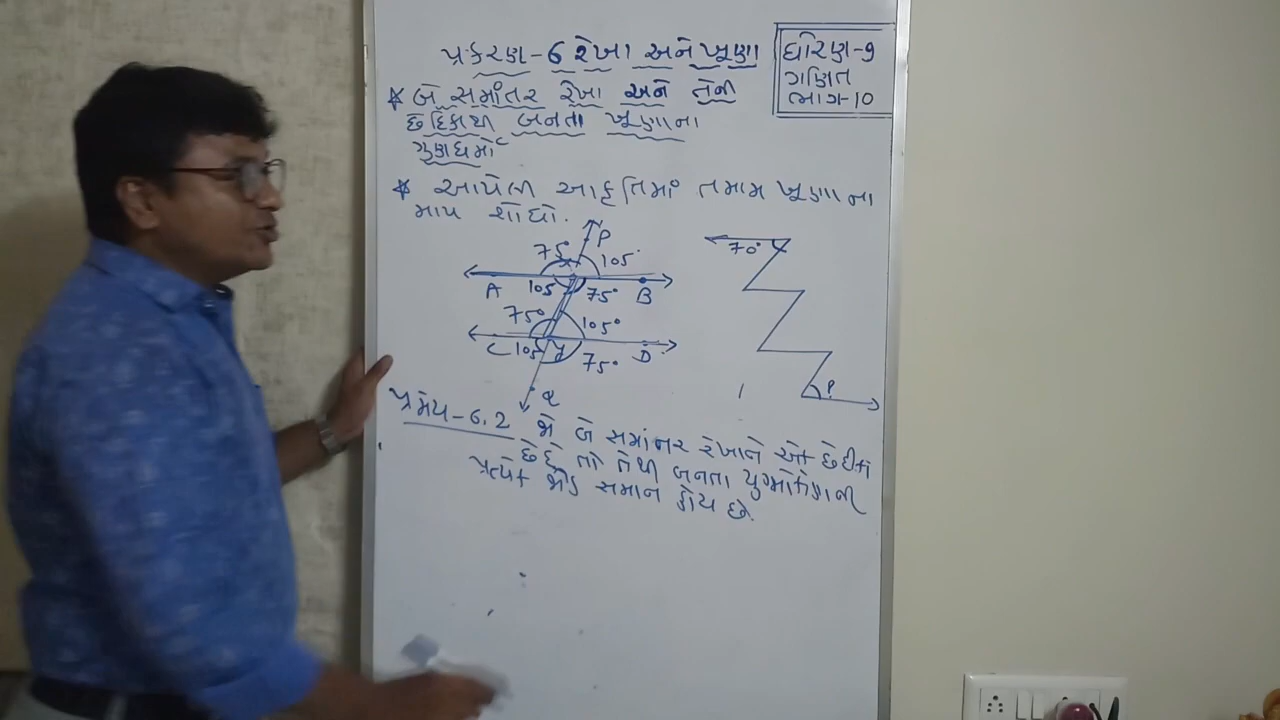 પ્રકરણ-6 રેખા અને ખૂણા
ધોરણ-9
ગણિત
ભાગ-10
* બે સમાંતર રેખા અને તેની
છેદિકાથી બનતા ખૂણાના
ગુણધર્મો
* આપેલી આકૃતિમાં તમામ ખૂણાના
માપ શોધો.
P
75° 105°
A 105 75° B
75° 105°
C 105 y 75° D
Q
70°
પ્રમેય-6.2 જો બે સમાંતર રેખાને એક છેદિકા
છેદે તો તેથી બનતા યુગ્મકોણની
પ્રત્યેક જોડ સમાન હોય છે.